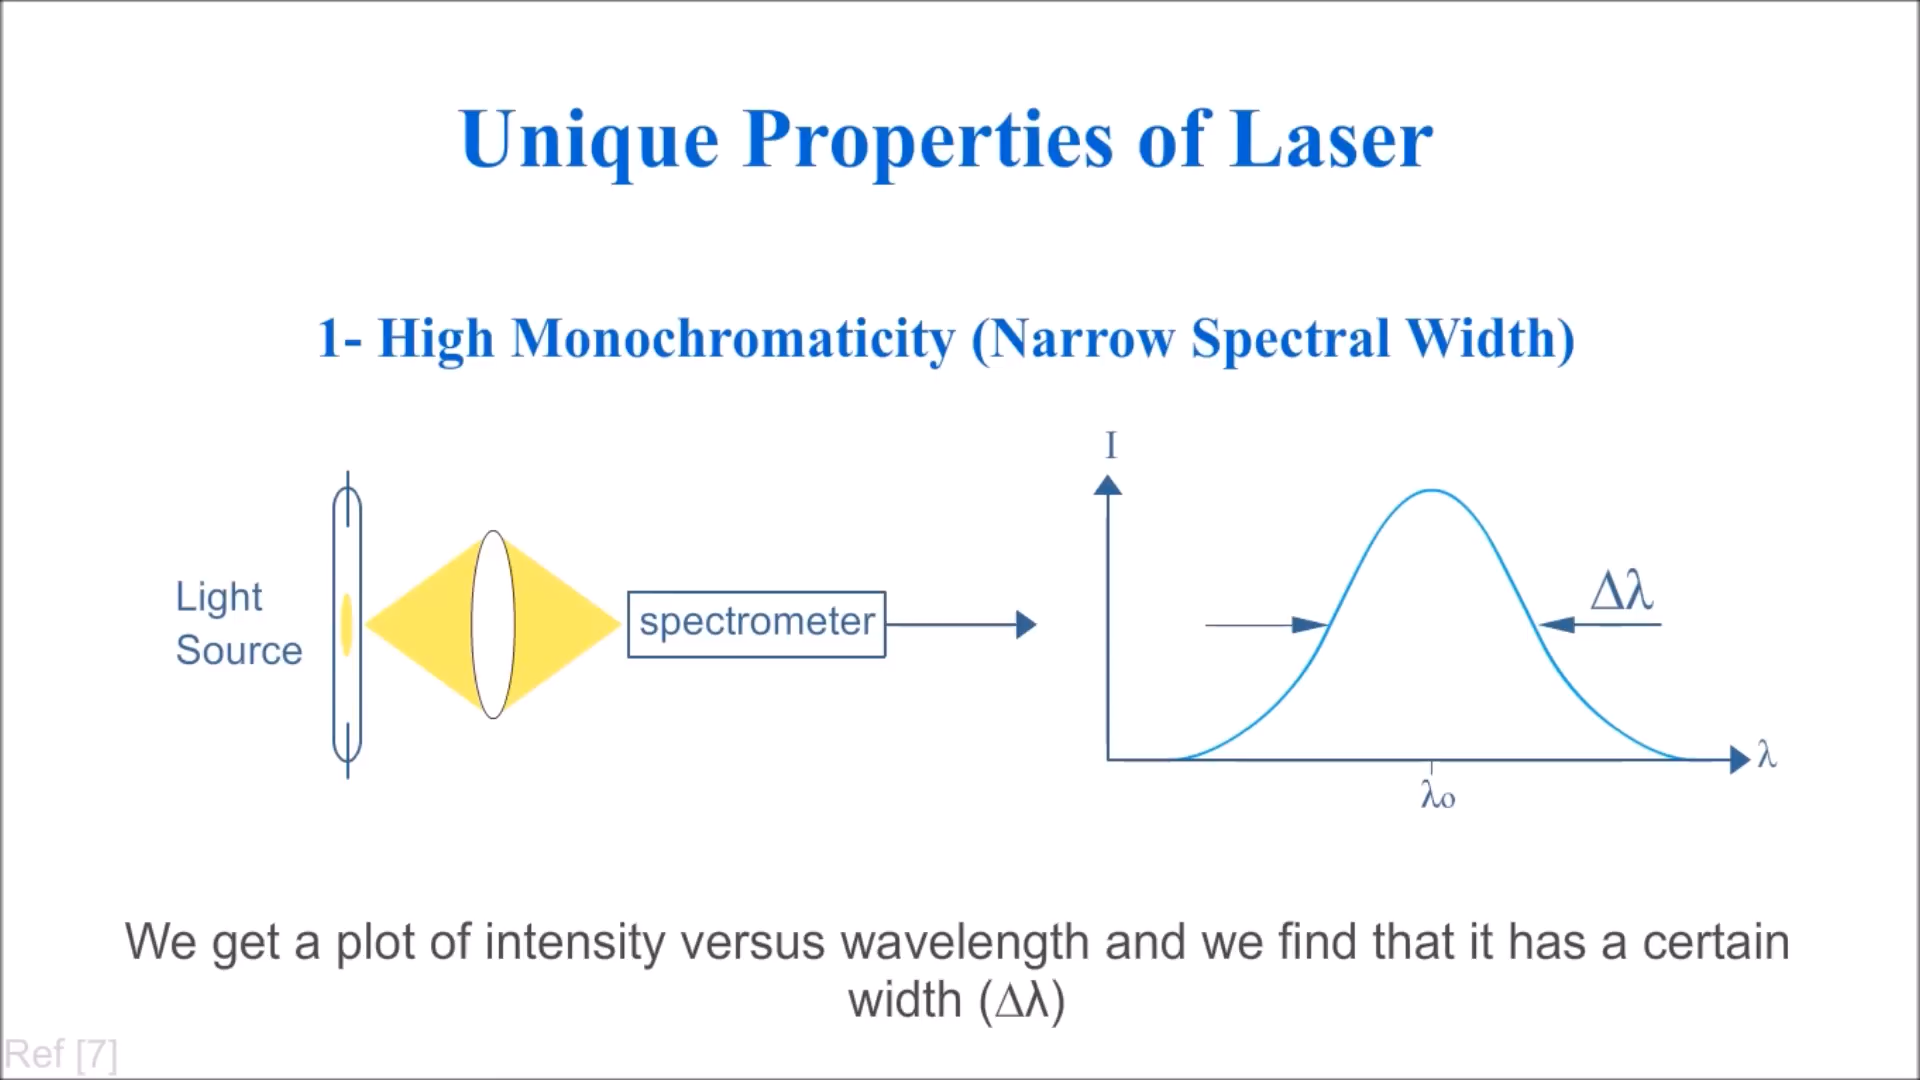 Unique Properties of Laser
1- High Monochromaticity (Narrow Spectral Width)
Light
Source
spectrometer
I
Δλ
λ
λo
We get a plot of intensity versus wavelength and we find that it has a certain
width (Δλ)
Ref [7]